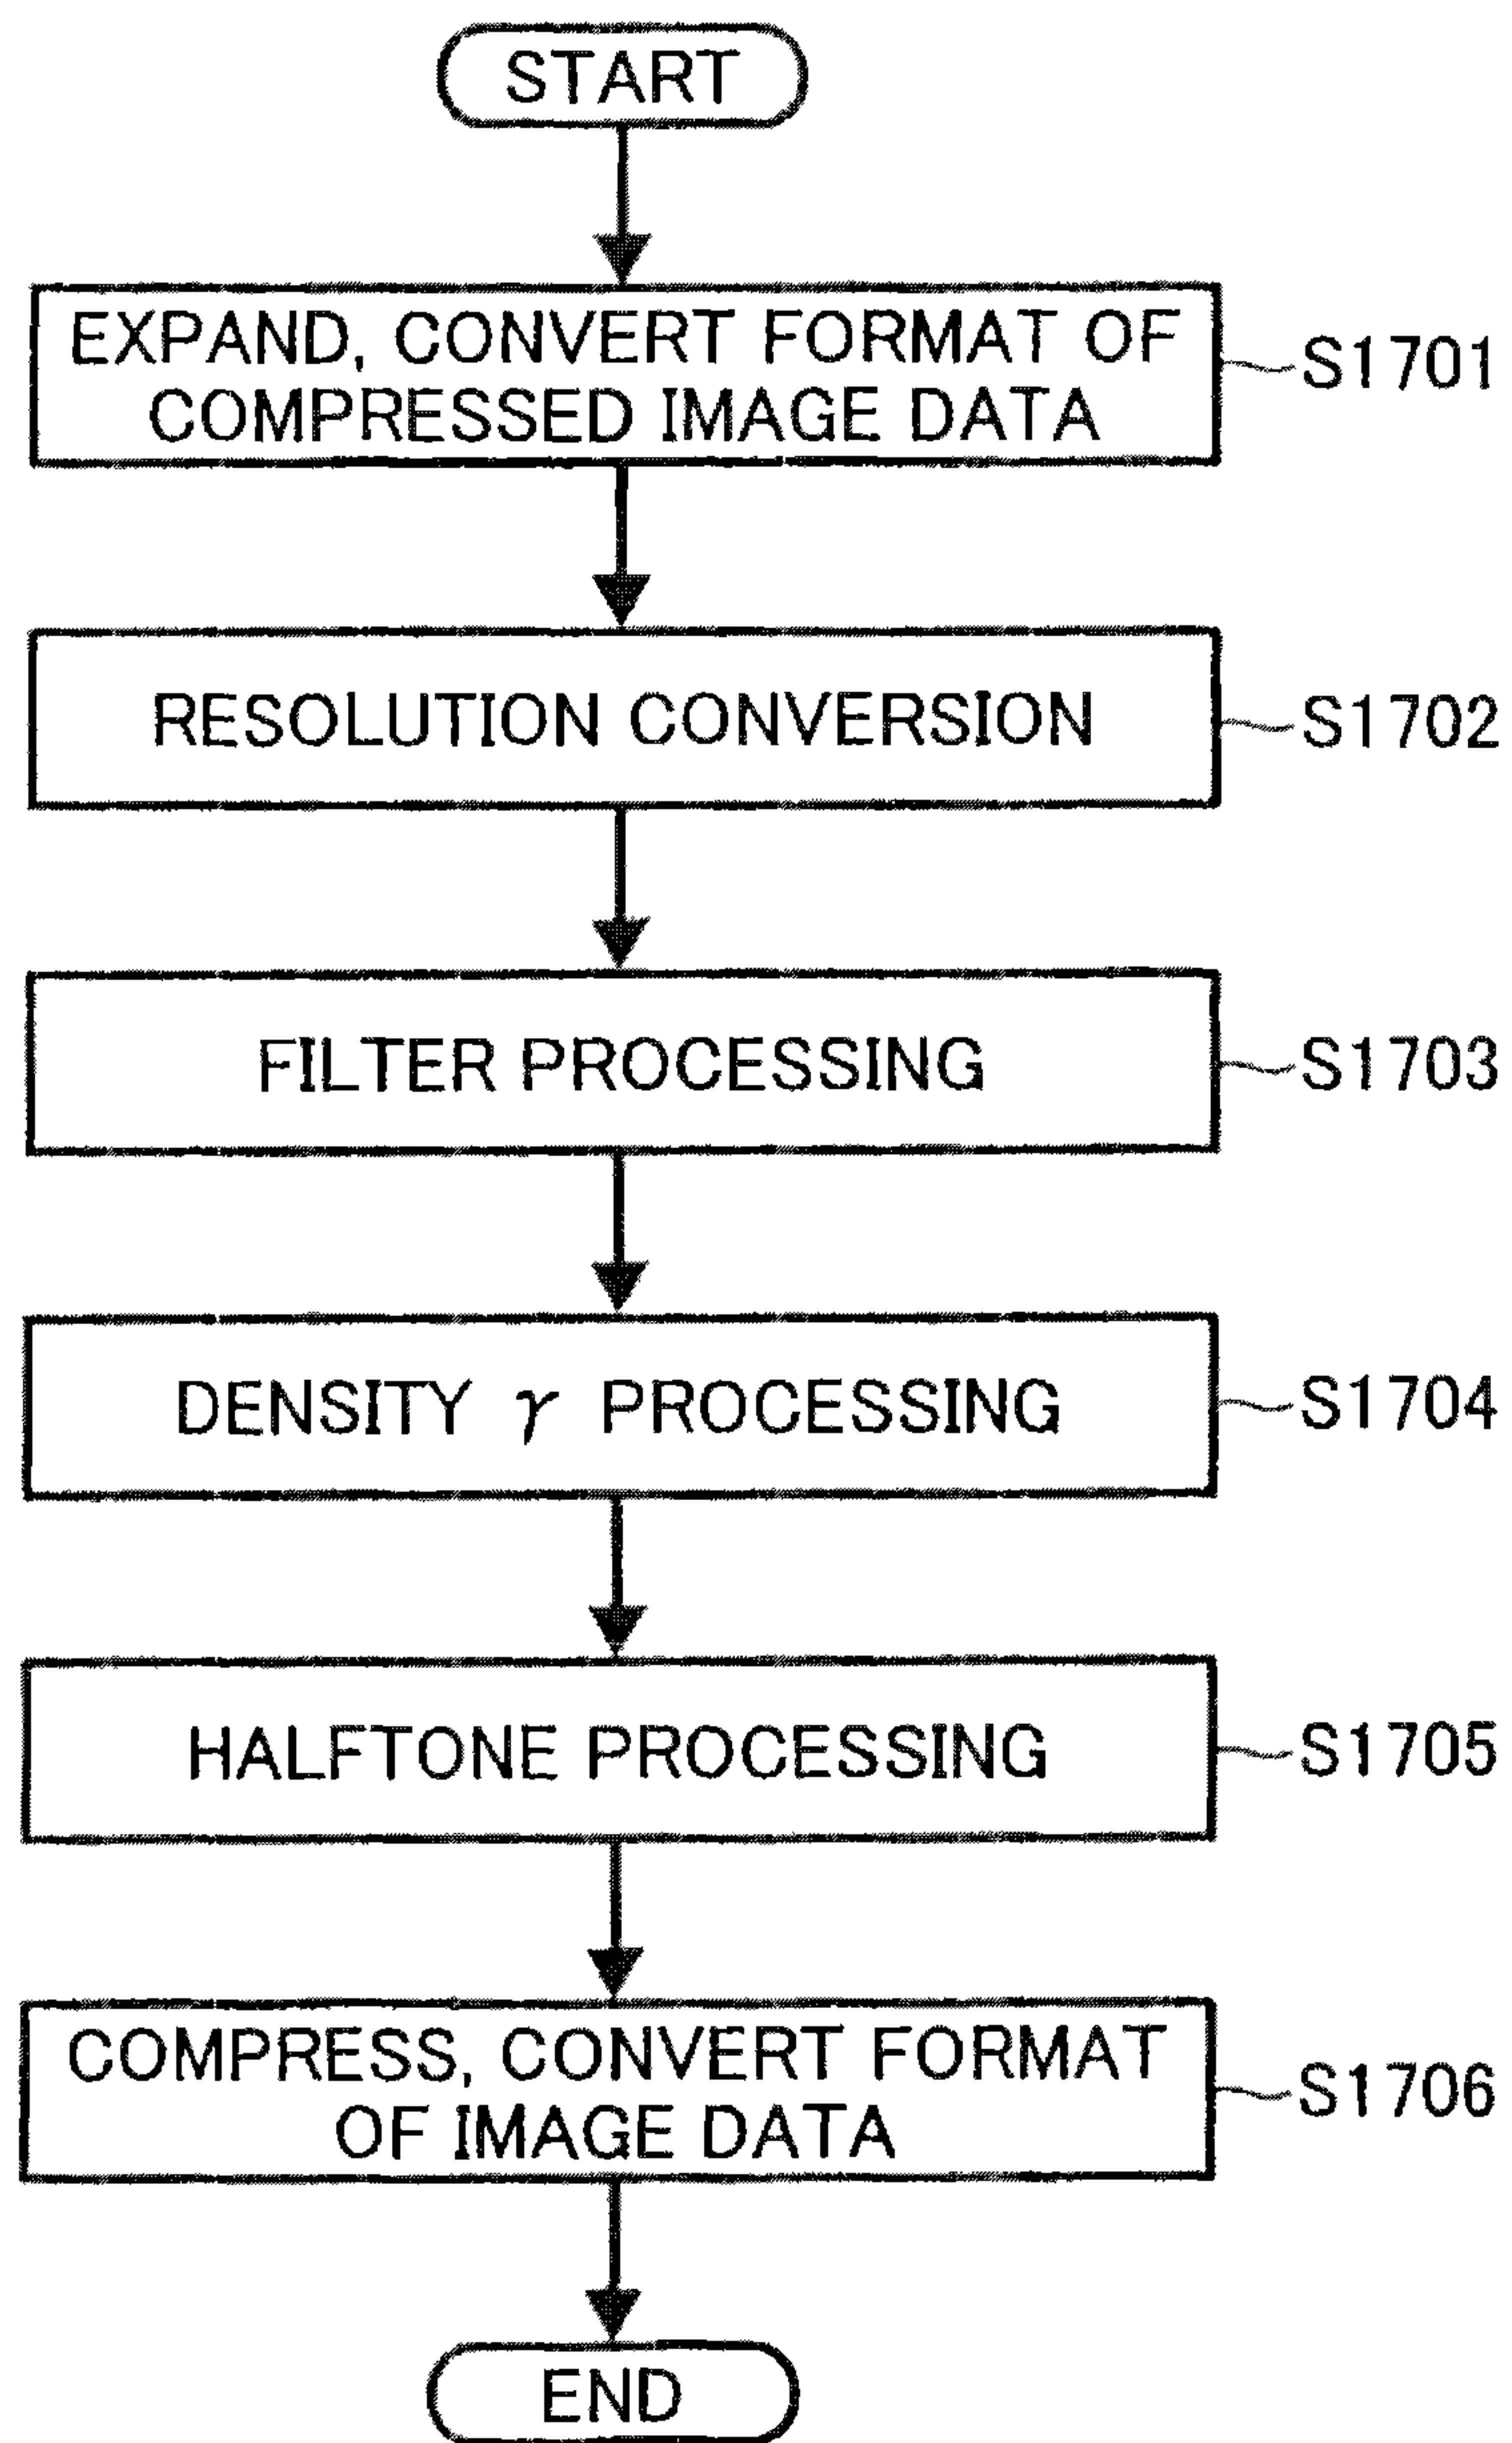 START
EXPAND, CONVERT FORMAT OF
COMPRESSED IMAGE DATA
S1701
RESOLUTION CONVERSION
S1702
FILTER PROCESSING
S1703
DENSITY γ PROCESSING
S1704
HALFTONE PROCESSING
S1705
COMPRESS, CONVERT FORMAT
OF IMAGE DATA
S1706
END